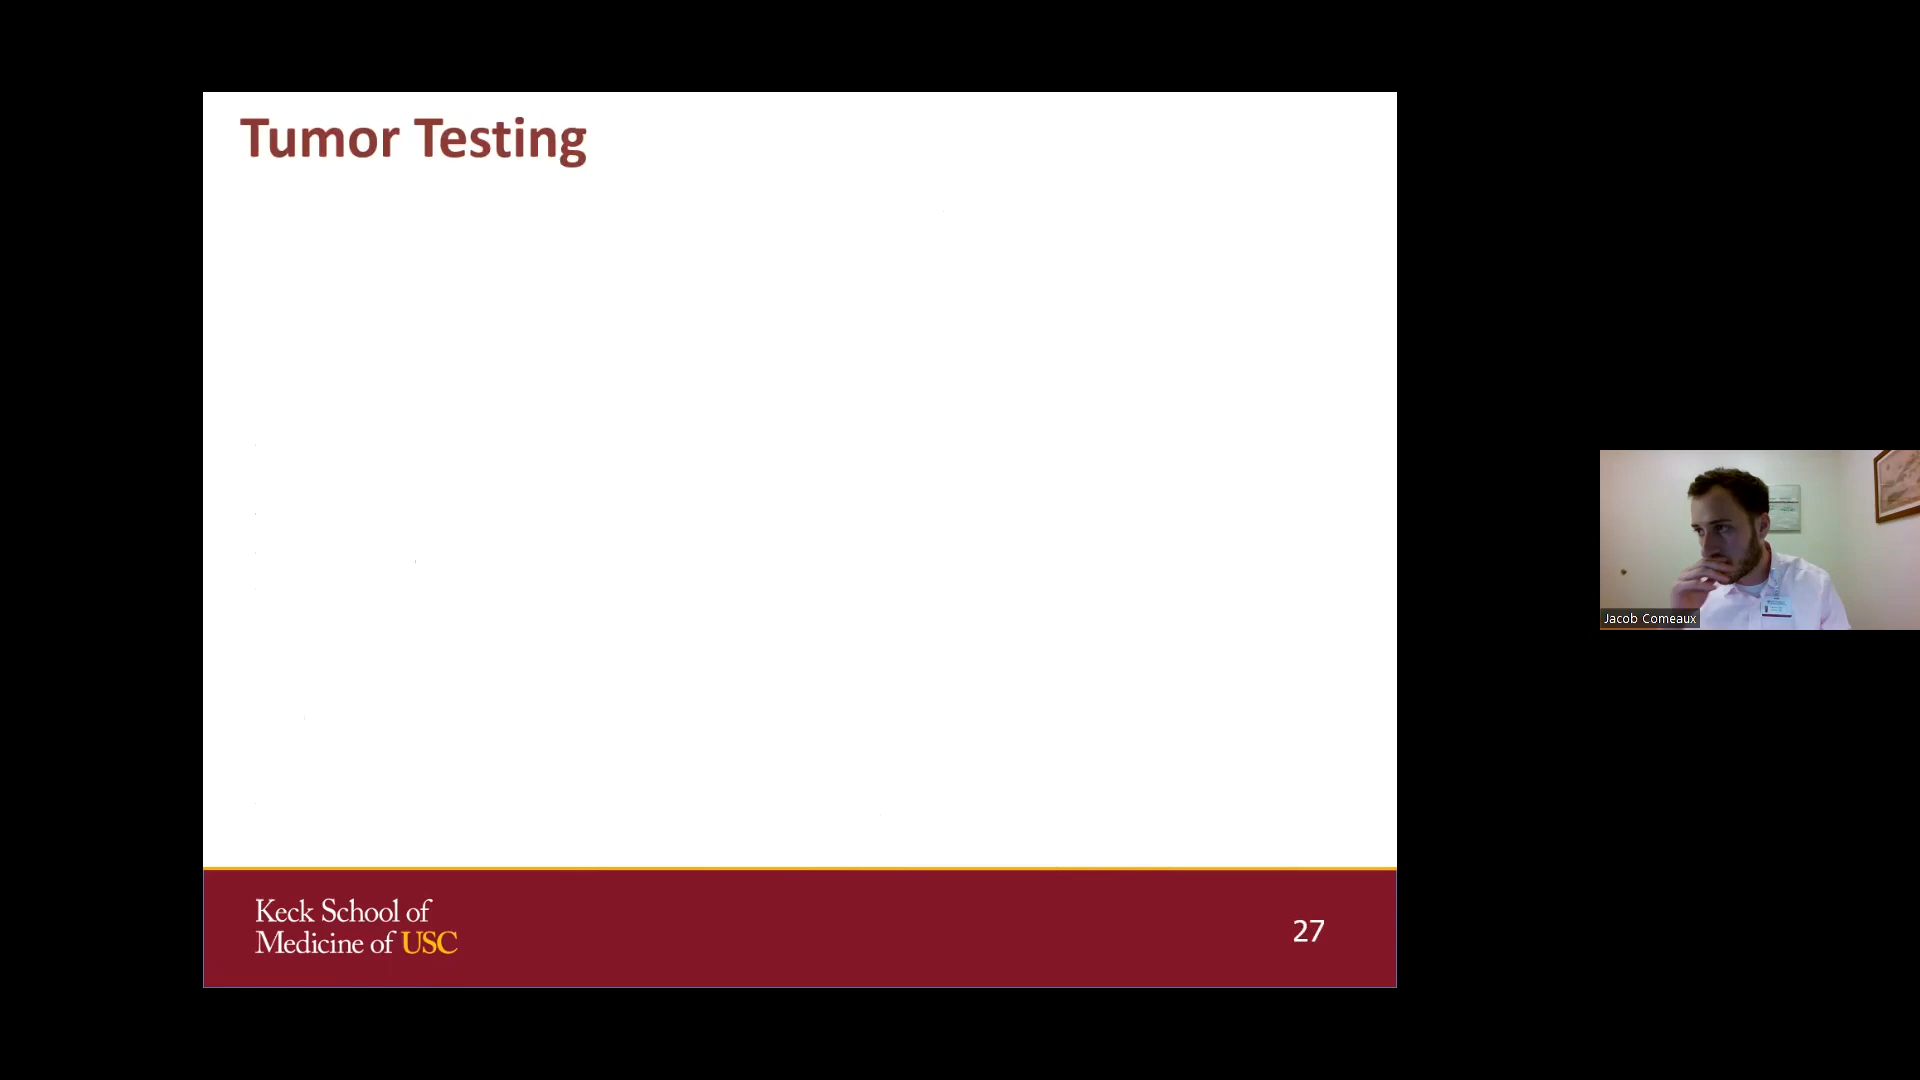 Tumor Testing
Jacob Comeaux
Keck School of
Medicine of USC
27